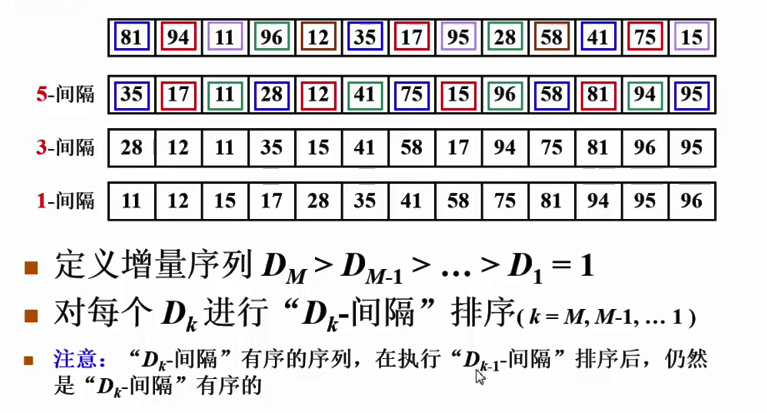 81 94 11 96 12 35 17 95 28 58 41 75 15
5-间隔 35 17 11 28 12 41 75 15 96 58 81 94 95
3-间隔 28 12 11 35 15 41 58 17 94 75 81 96 95
1-间隔 11 12 15 17 28 35 41 58 75 81 94 95 96
■ 定义增量序列 D_M > D_{M-1} > … > D_1 = 1
■ 对每个 D_k 进行“D_k-间隔”排序( k = M, M-1, … 1 )
■ 注意：“D_k-间隔”有序的序列，在执行“D_{k-1}-间隔”排序后，仍然
是“D_k-间隔”有序的